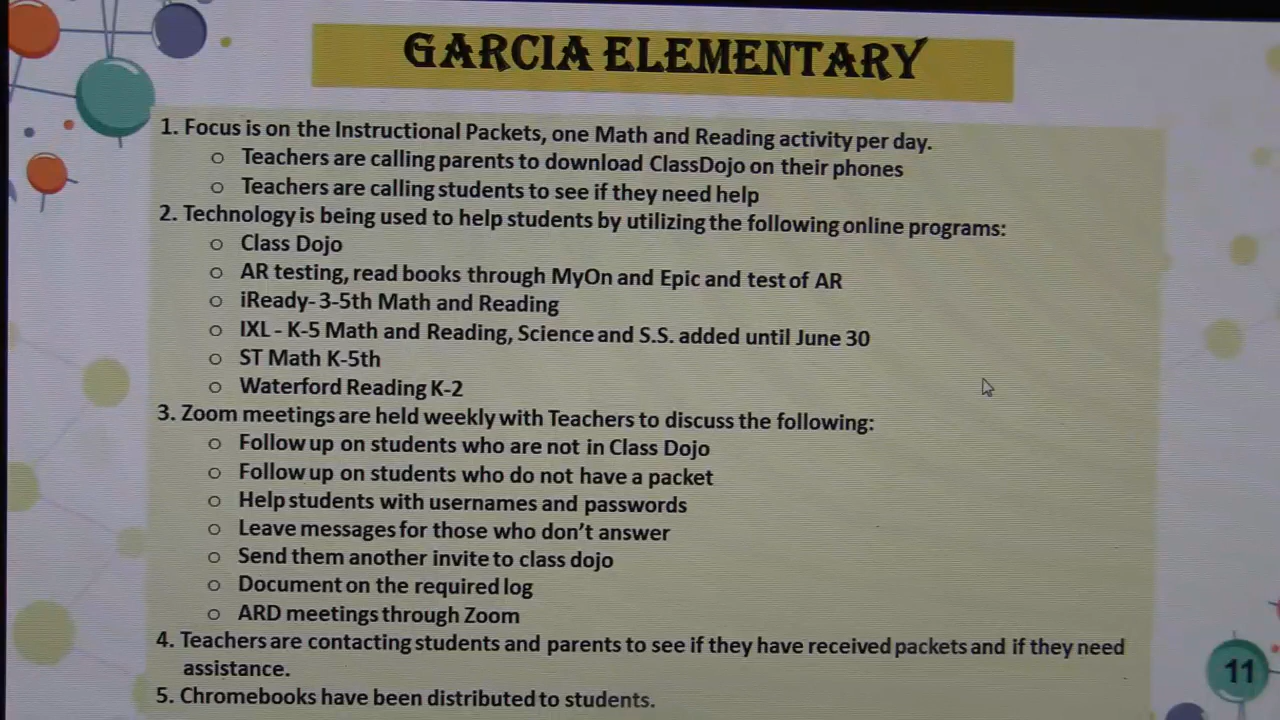 GARCIA ELEMENTARY
1. Focus is on the Instructional Packets, one Math and Reading activity per day.
○ Teachers are calling parents to download ClassDojo on their phones
○ Teachers are calling students to see if they need help
2. Technology is being used to help students by utilizing the following online programs:
○ Class Dojo
○ AR testing, read books through MyOn and Epic and test of AR
○ iReady- 3-5th Math and Reading
○ IXL - K-5 Math and Reading, Science and S.S. added until June 30
○ ST Math K-5th
○ Waterford Reading K-2
3. Zoom meetings are held weekly with Teachers to discuss the following:
○ Follow up on students who are not in Class Dojo
○ Follow up on students who do not have a packet
○ Help students with usernames and passwords
○ Leave messages for those who don't answer
○ Send them another invite to class dojo
○ Document on the required log
○ ARD meetings through Zoom
4. Teachers are contacting students and parents to see if they have received packets and if they need
assistance.
5. Chromebooks have been distributed to students.
11